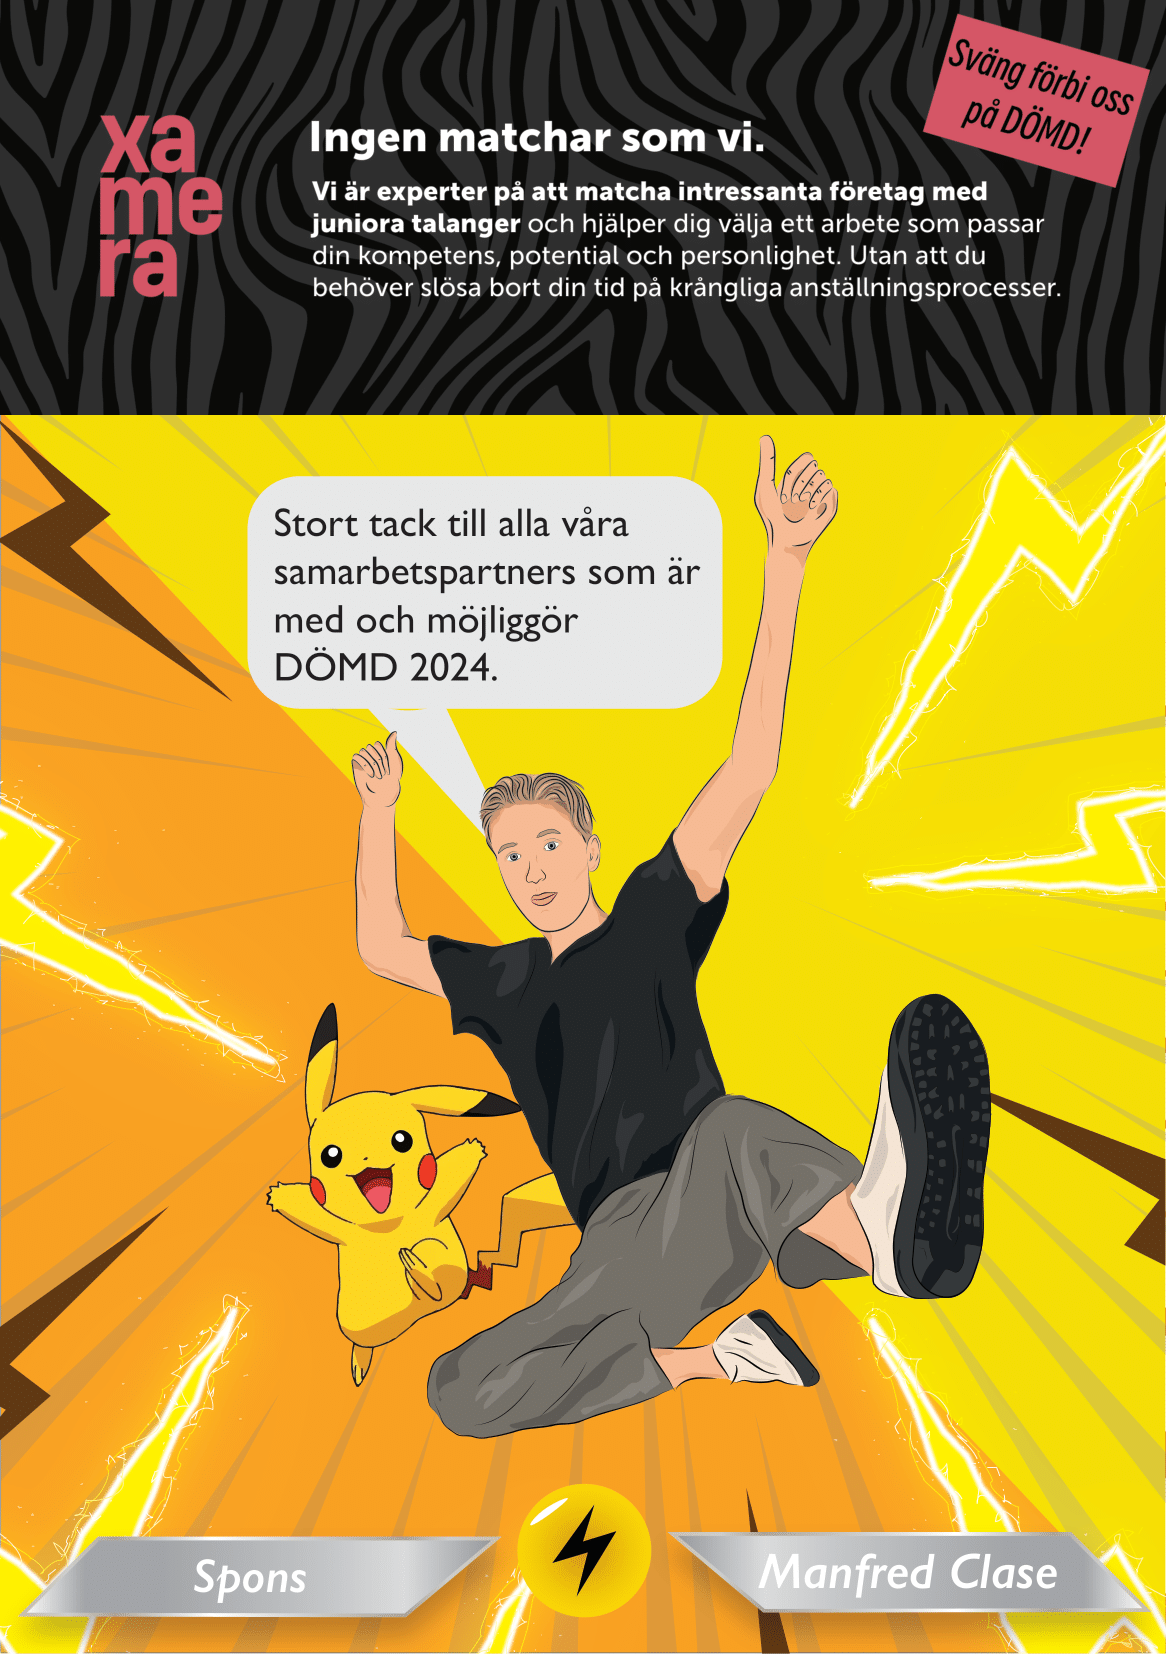 Sväng förbi oss
på DÖMD!
xa
me
ra
Ingen matchar som vi.
Vi är experter på att matcha intressanta företag med
juniora talanger och hjälper dig välja ett arbete som passar
din kompetens, potential och personlighet. Utan att du
behöver slösa bort din tid på krångliga anställningsprocesser.
Stort tack till alla våra
samarbetspartners som är
med och möjliggör
DÖMD 2024.
Spons
Manfred Clase